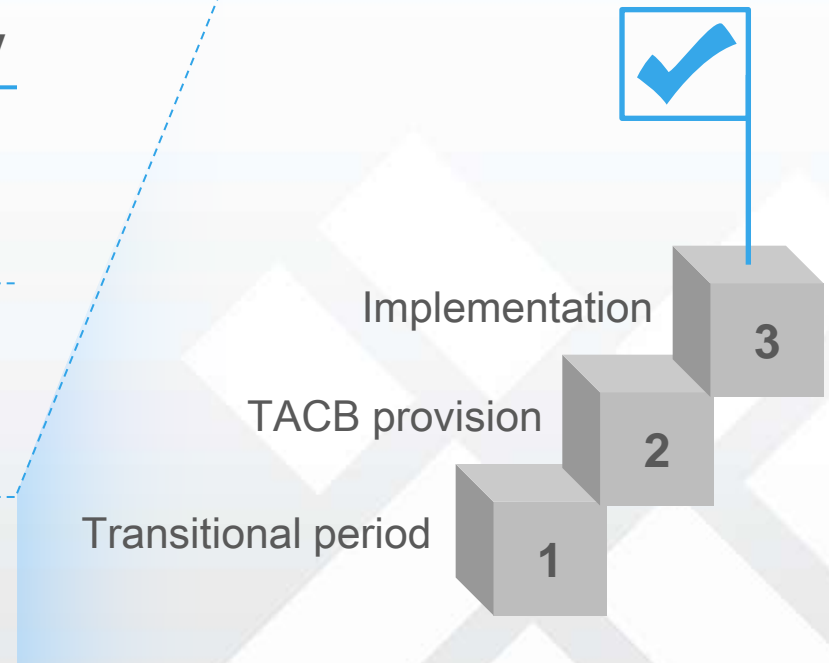 Implementation
3
TACB provision
2
Transitional period
1